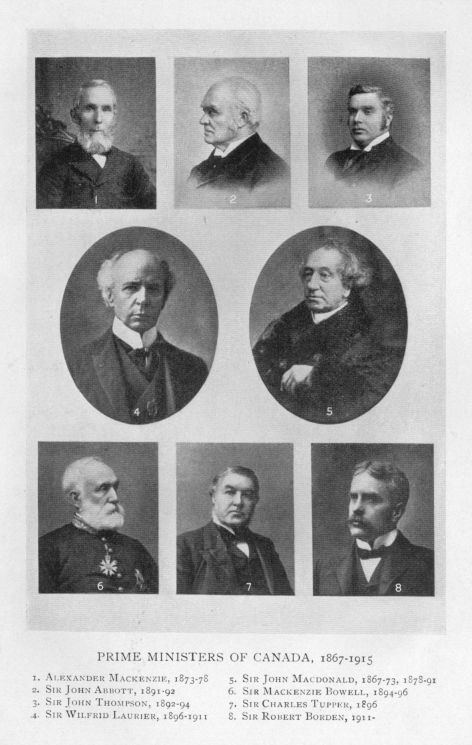 1
2
3
4
5
6
7
8
PRIME MINISTERS OF CANADA, 1867-1915
1. ALEXANDER MACKENZIE, 1873-78
2. SIR JOHN ABBOTT, 1891-92
3. SIR JOHN THOMPSON, 1892-94
4. SIR WILFRID LAURIER, 1896-1911
5. SIR JOHN MACDONALD, 1867-73, 1878-91
6. SIR MACKENZIE BOWELL, 1894-96
7. SIR CHARLES TUPPER, 1896
8. SIR ROBERT BORDEN, 1911-